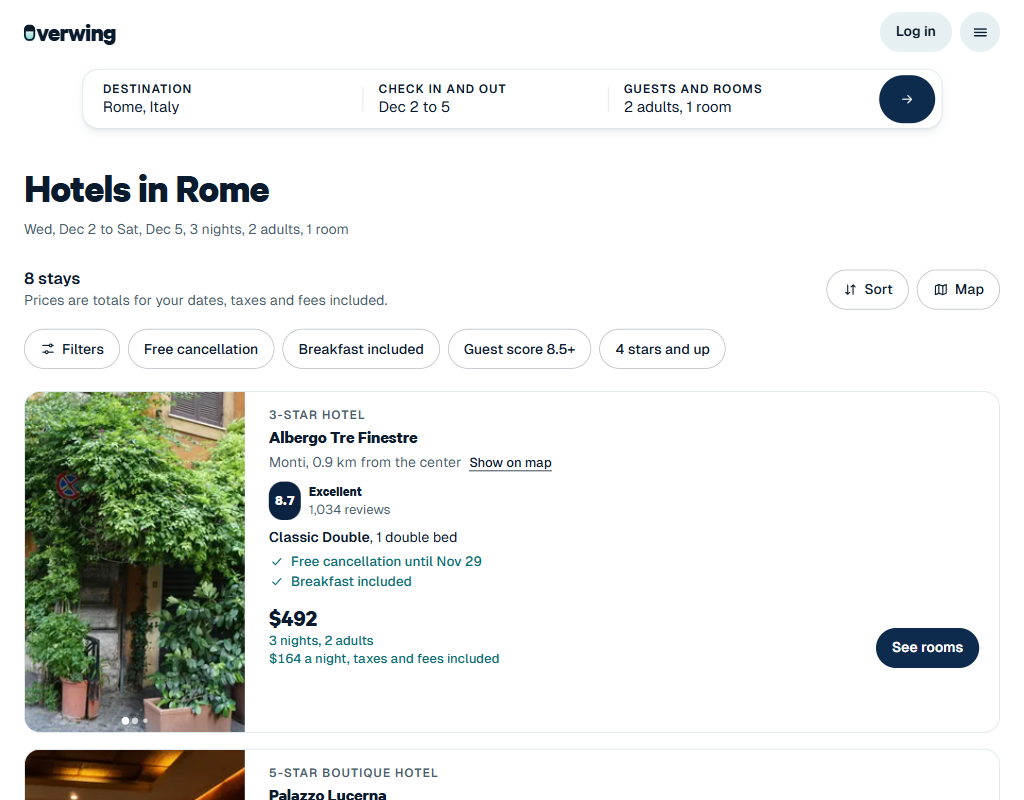 Overwing
Log in
DESTINATION
Rome, Italy
CHECK IN AND OUT
Dec 2 to 5
GUESTS AND ROOMS
2 adults, 1 room
Hotels in Rome
Wed, Dec 2 to Sat, Dec 5, 3 nights, 2 adults, 1 room
8 stays
Prices are totals for your dates, taxes and fees included.
Sort
Map
Filters
Free cancellation
Breakfast included
Guest score 8.5+
4 stars and up
3-STAR HOTEL
Albergo Tre Finestre
Monti, 0.9 km from the center Show on map
8.7
Excellent
1,034 reviews
Classic Double, 1 double bed
Free cancellation until Nov 29
Breakfast included
$492
3 nights, 2 adults
$164 a night, taxes and fees included
See rooms
5-STAR BOUTIQUE HOTEL
Palazzo Lucerna